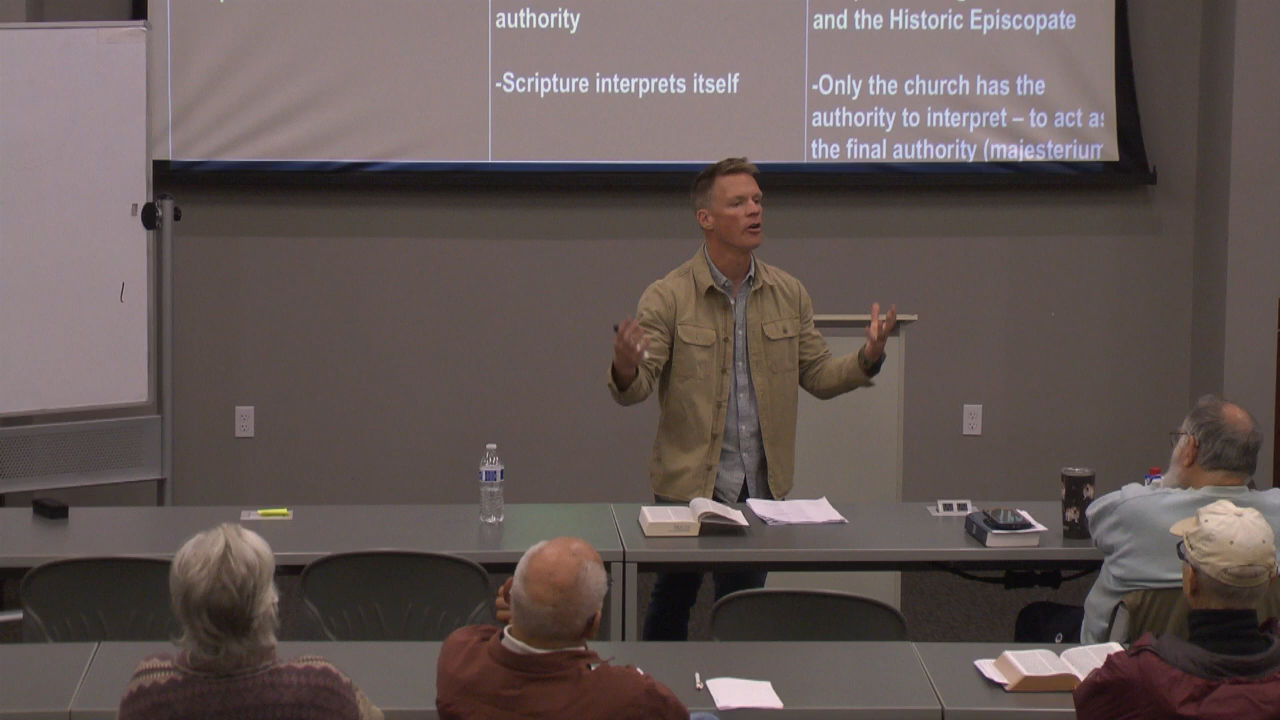 authority
-Scripture interprets itself
and the Historic Episcopate
-Only the church has the
authority to interpret – to act as
the final authority (majesterium